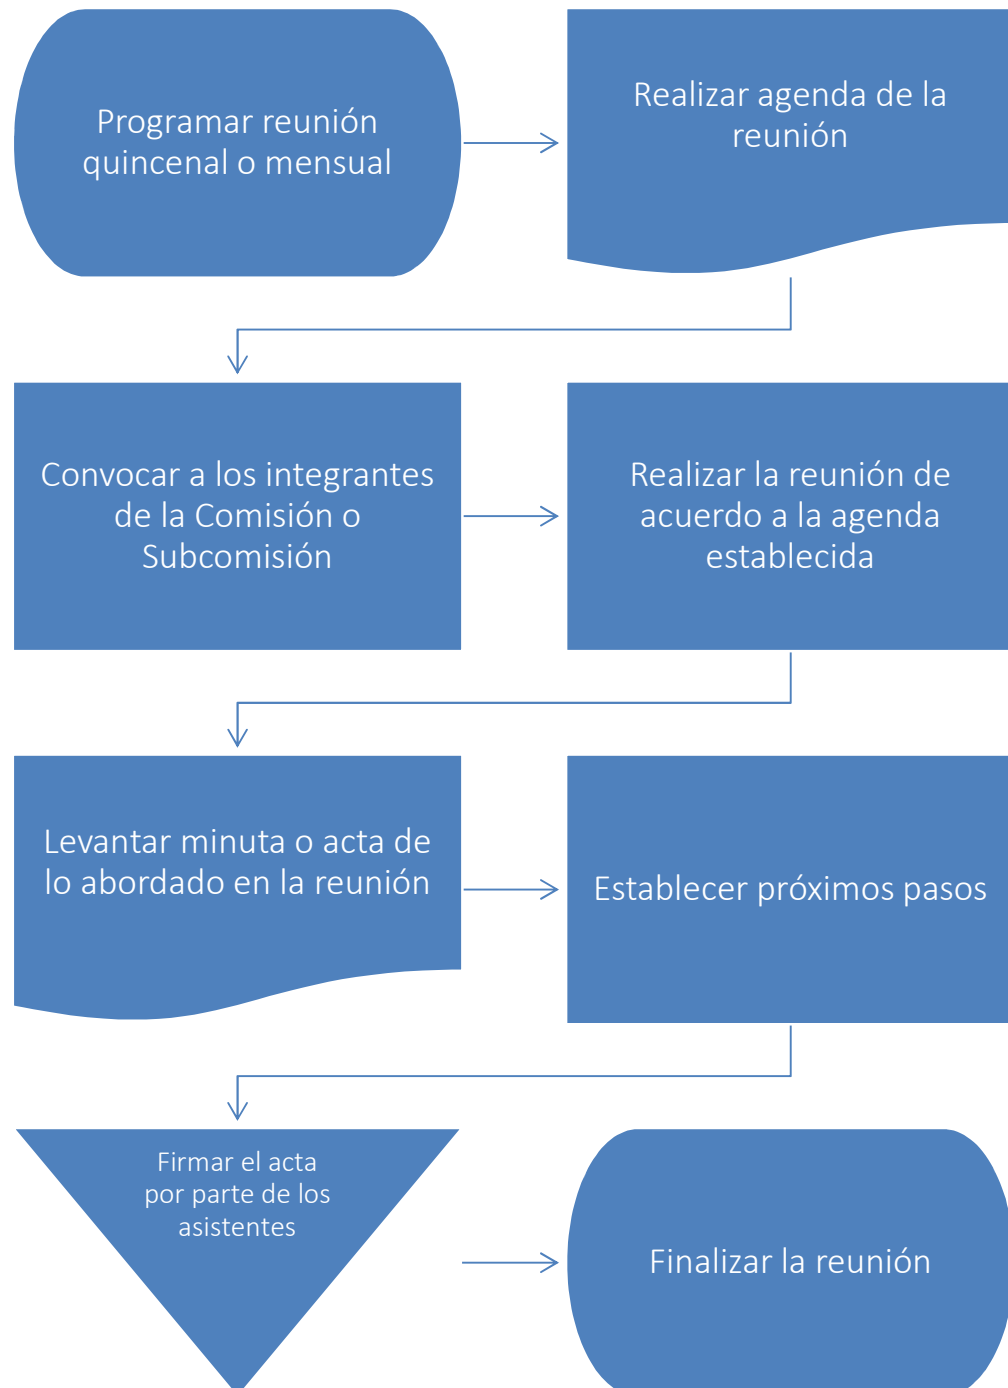 Programar reunión
quincenal o mensual
Realizar agenda de la
reunión
Convocar a los integrantes
de la Comisión o
Subcomisión
Realizar la reunión de
acuerdo a la agenda
establecida
Levantar minuta o acta de
lo abordado en la reunión
Establecer próximos pasos
Firmar el acta
por parte de los
asistentes
Finalizar la reunión